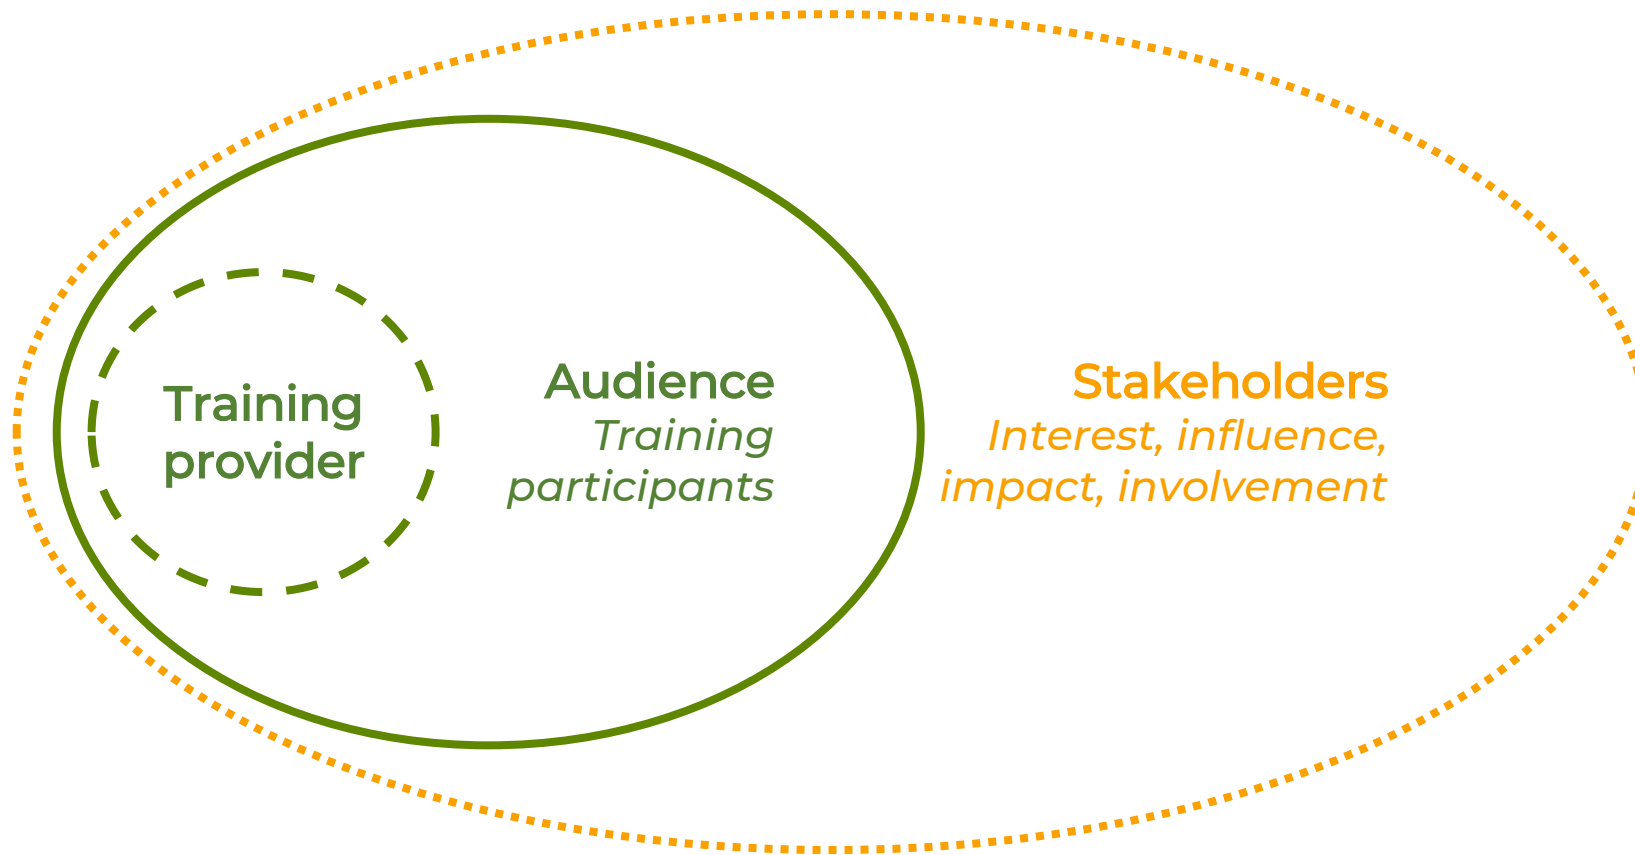 Training
provider
Audience
Training
participants
Stakeholders
Interest, influence,
impact, involvement